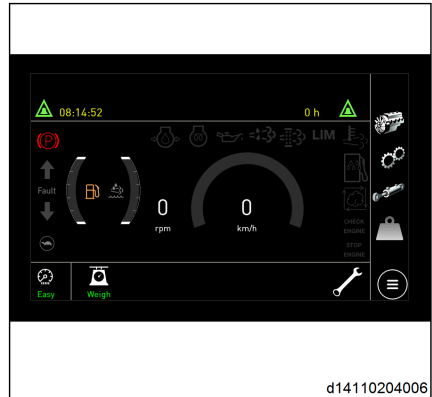 08:14:52
0 h
(P)
LIM
Fault
0
rpm
0
km/h
CHECK
ENGINE
STOP
ENGINE
Easy
Weigh
d14110204006